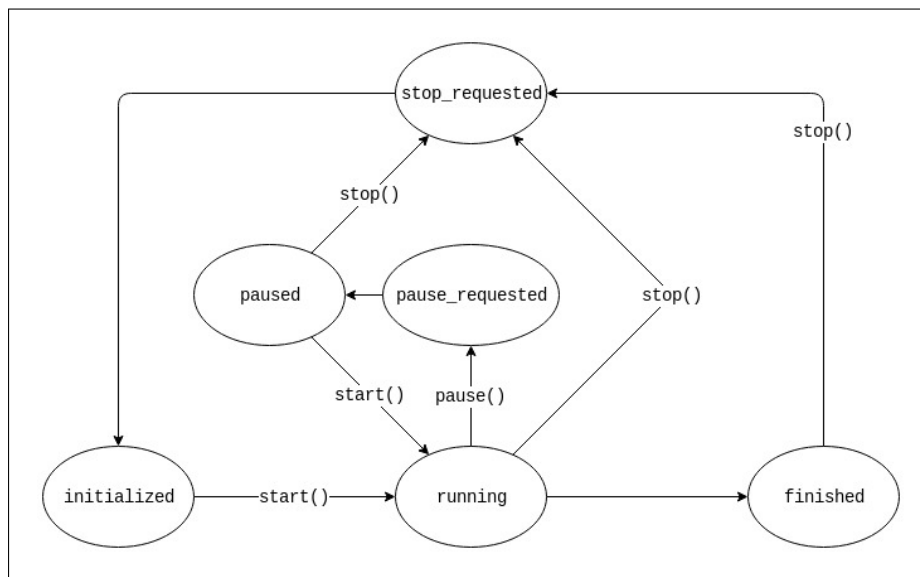 stop_requested
stop()
stop()
paused
pause_requested
stop()
start()
pause()
initialized
start()
running
finished